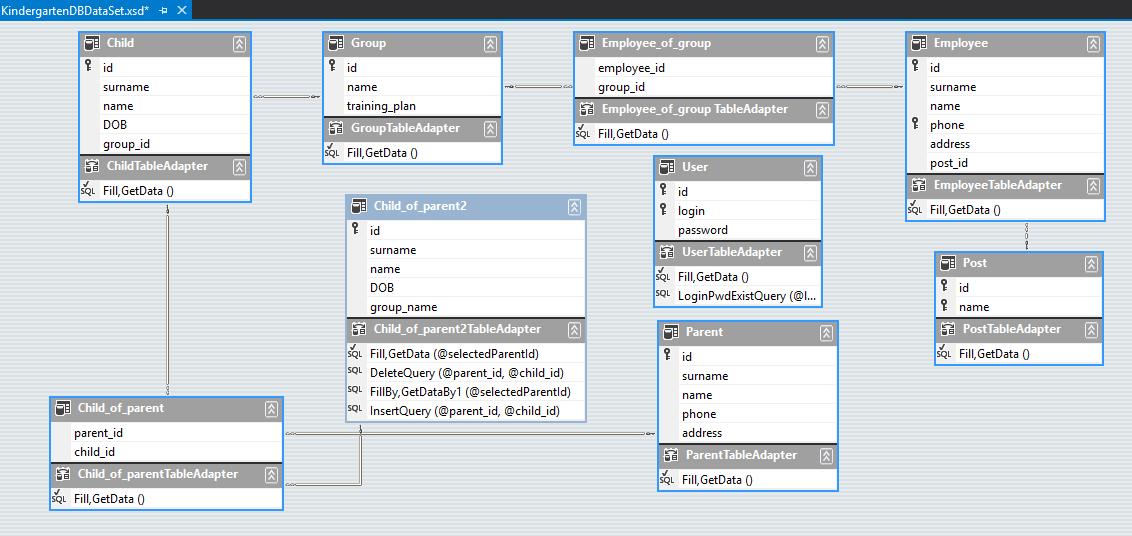 KindergartenDBDataSet.xsd*
Child
id
surname
name
DOB
group_id
ChildTableAdapter
SQL Fill,GetData ()
Group
id
name
training_plan
GroupTableAdapter
SQL Fill,GetData ()
Employee_of_group
employee_id
group_id
Employee_of_group TableAdapter
SQL Fill,GetData ()
Employee
id
surname
name
phone
address
post_id
EmployeeTableAdapter
SQL Fill,GetData ()
User
id
login
password
UserTableAdapter
SQL Fill,GetData ()
SQL LoginPwdExistQuery (@l...
Child_of_parent2
id
surname
name
DOB
group_name
Child_of_parent2TableAdapter
SQL Fill,GetData (@selectedParentId)
SQL DeleteQuery (@parent_id, @child_id)
SQL FillBy,GetDataBy1 (@selectedParentId)
SQL InsertQuery (@parent_id, @child_id)
Post
id
name
PostTableAdapter
SQL Fill,GetData ()
Parent
id
surname
name
phone
address
ParentTableAdapter
SQL Fill,GetData ()
Child_of_parent
parent_id
child_id
Child_of_parentTableAdapter
SQL Fill,GetData ()